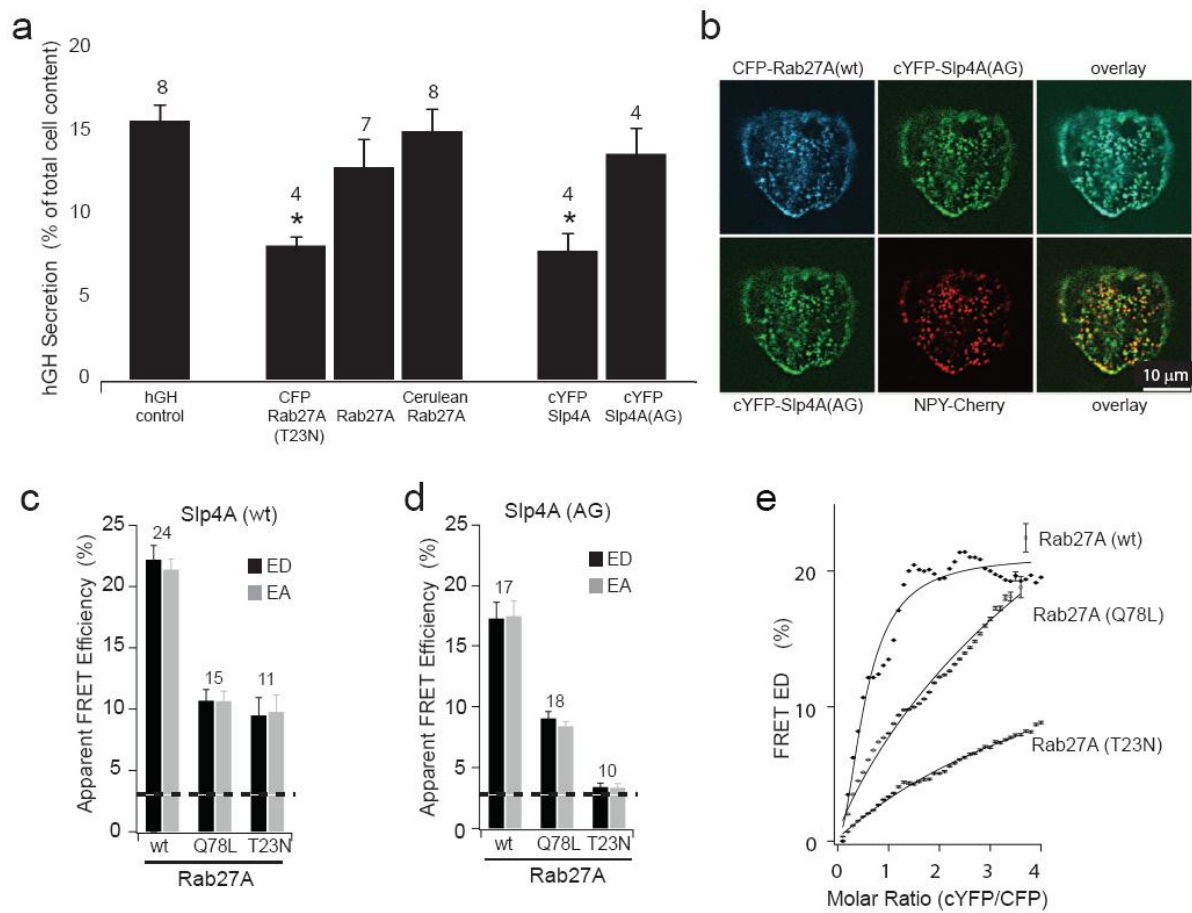 a
20
15
10
5
0
hGH Secretion (% of total cell content)
8
4
*
7
8
4
*
4
hGH
control
CFP
Rab27A
(T23N)
Rab27A
Cerulean
Rab27A
cYFP
Slp4A
cYFP
Slp4A(AG)
b
CFP-Rab27A(wt) cYFP-Slp4A(AG) overlay
10 μm
cYFP-Slp4A(AG) NPY-Cherry overlay
c
Slp4A (wt)
Apparent FRET Efficiency (%)
25
20
15
10
5
0
24
15
11
ED
EA
wt Q78L T23N
Rab27A
d
Slp4A (AG)
Apparent FRET Efficiency (%)
25
20
15
10
5
0
17
18
10
ED
EA
wt Q78L T23N
Rab27A
e
FRET ED (%)
20
10
0
Rab27A (wt)
Rab27A (Q78L)
Rab27A (T23N)
0 1 2 3 4
Molar Ratio (cYFP/CFP)